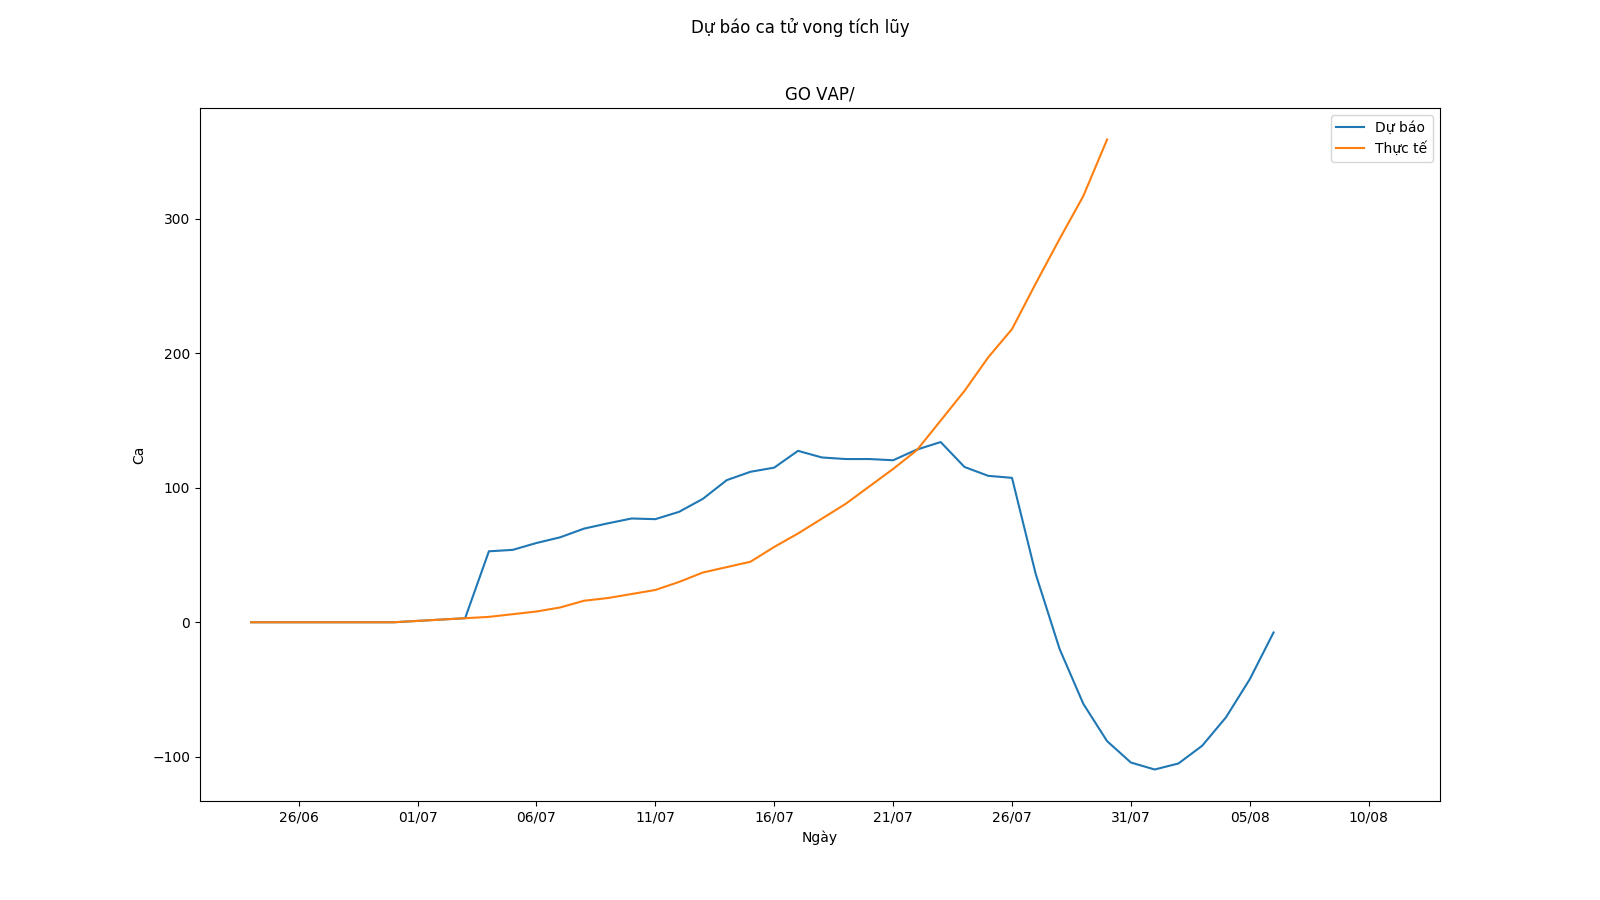 Dự báo ca tử vong tích lũy
GO VAP/
Dự báo
Thực tế
300
200
100
0
−100
Ca
26/06
01/07
06/07
11/07
16/07
21/07
26/07
31/07
05/08
10/08
Ngày